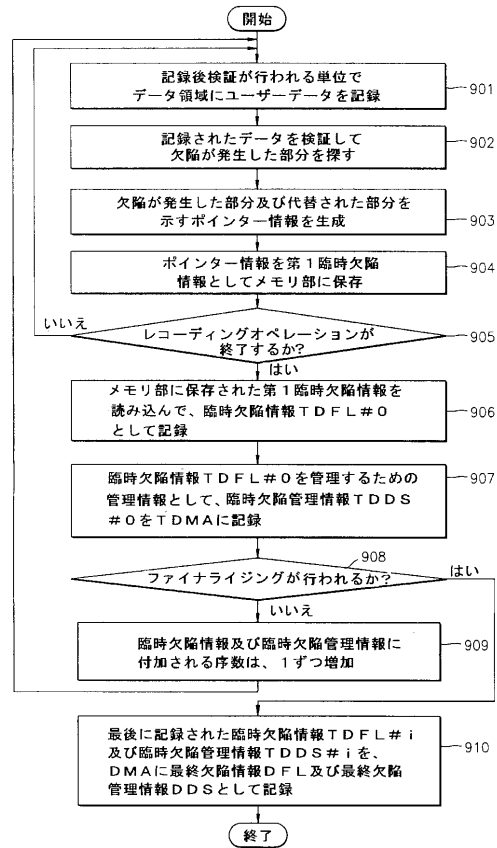 開始
記録後検証が行われる単位で
データ領域にユーザーデータを記録
901
記録されたデータを検証して
欠陥が発生した部分を探す
902
欠陥が発生した部分及び代替された部分を
示すポインター情報を生成
903
ポインター情報を第１臨時欠陥
情報としてメモリ部に保存
904
いいえ
レコーディングオペレーションが
終了するか？
905
はい
メモリ部に保存された第１臨時欠陥情報を
読み込んで、臨時欠陥情報ＴＤＦＬ＃０
として記録
906
臨時欠陥情報ＴＤＦＬ＃０を管理するための
管理情報として、臨時欠陥管理情報ＴＤＤＳ
＃０をＴＤＭＡに記録
907
908
ファイナライジングが行われるか？
はい
いいえ
臨時欠陥情報及び臨時欠陥管理情報に
付加される序数は、１ずつ増加
909
最後に記録された臨時欠陥情報ＴＤＦＬ＃ｉ
及び臨時欠陥管理情報ＴＤＤＳ＃ｉを、
ＤＭＡに最終欠陥情報ＤＦＬ及び最終欠陥
管理情報ＤＤＳとして記録
910
終了